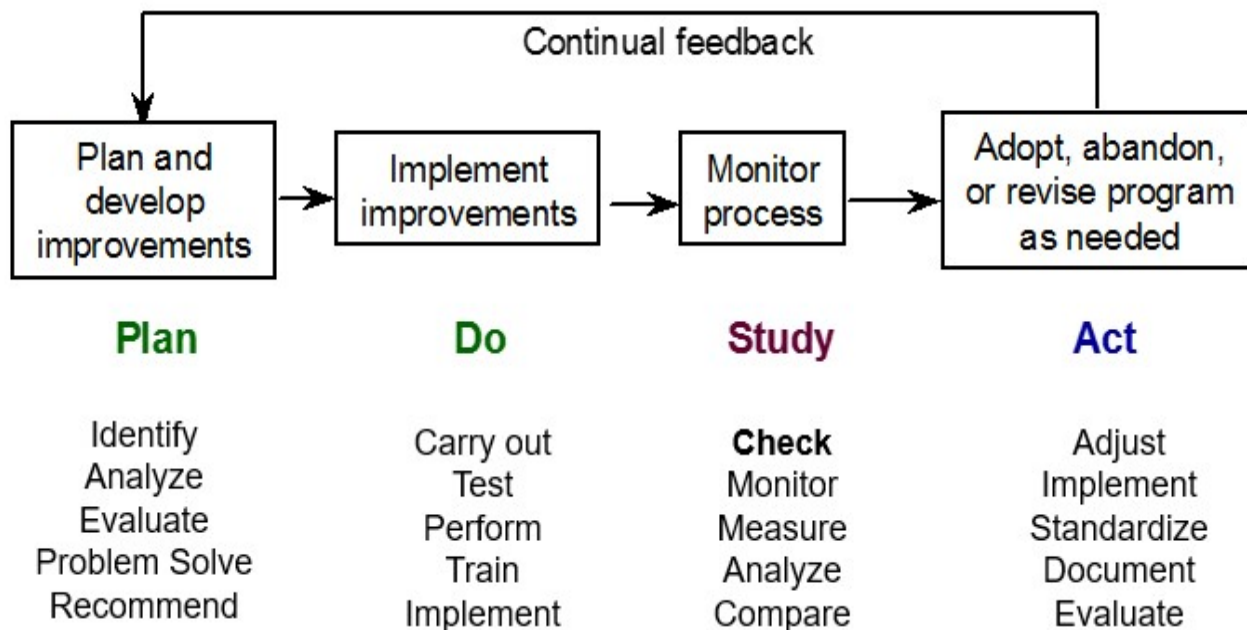 Continual feedback
Plan and
develop
improvements
Implement
improvements
Monitor
process
Adopt, abandon,
or revise program
as needed
Plan
Do
Study
Act
Identify
Analyze
Evaluate
Problem Solve
Recommend
Carry out
Test
Perform
Train
Implement
Check
Monitor
Measure
Analyze
Compare
Adjust
Implement
Standardize
Document
Evaluate